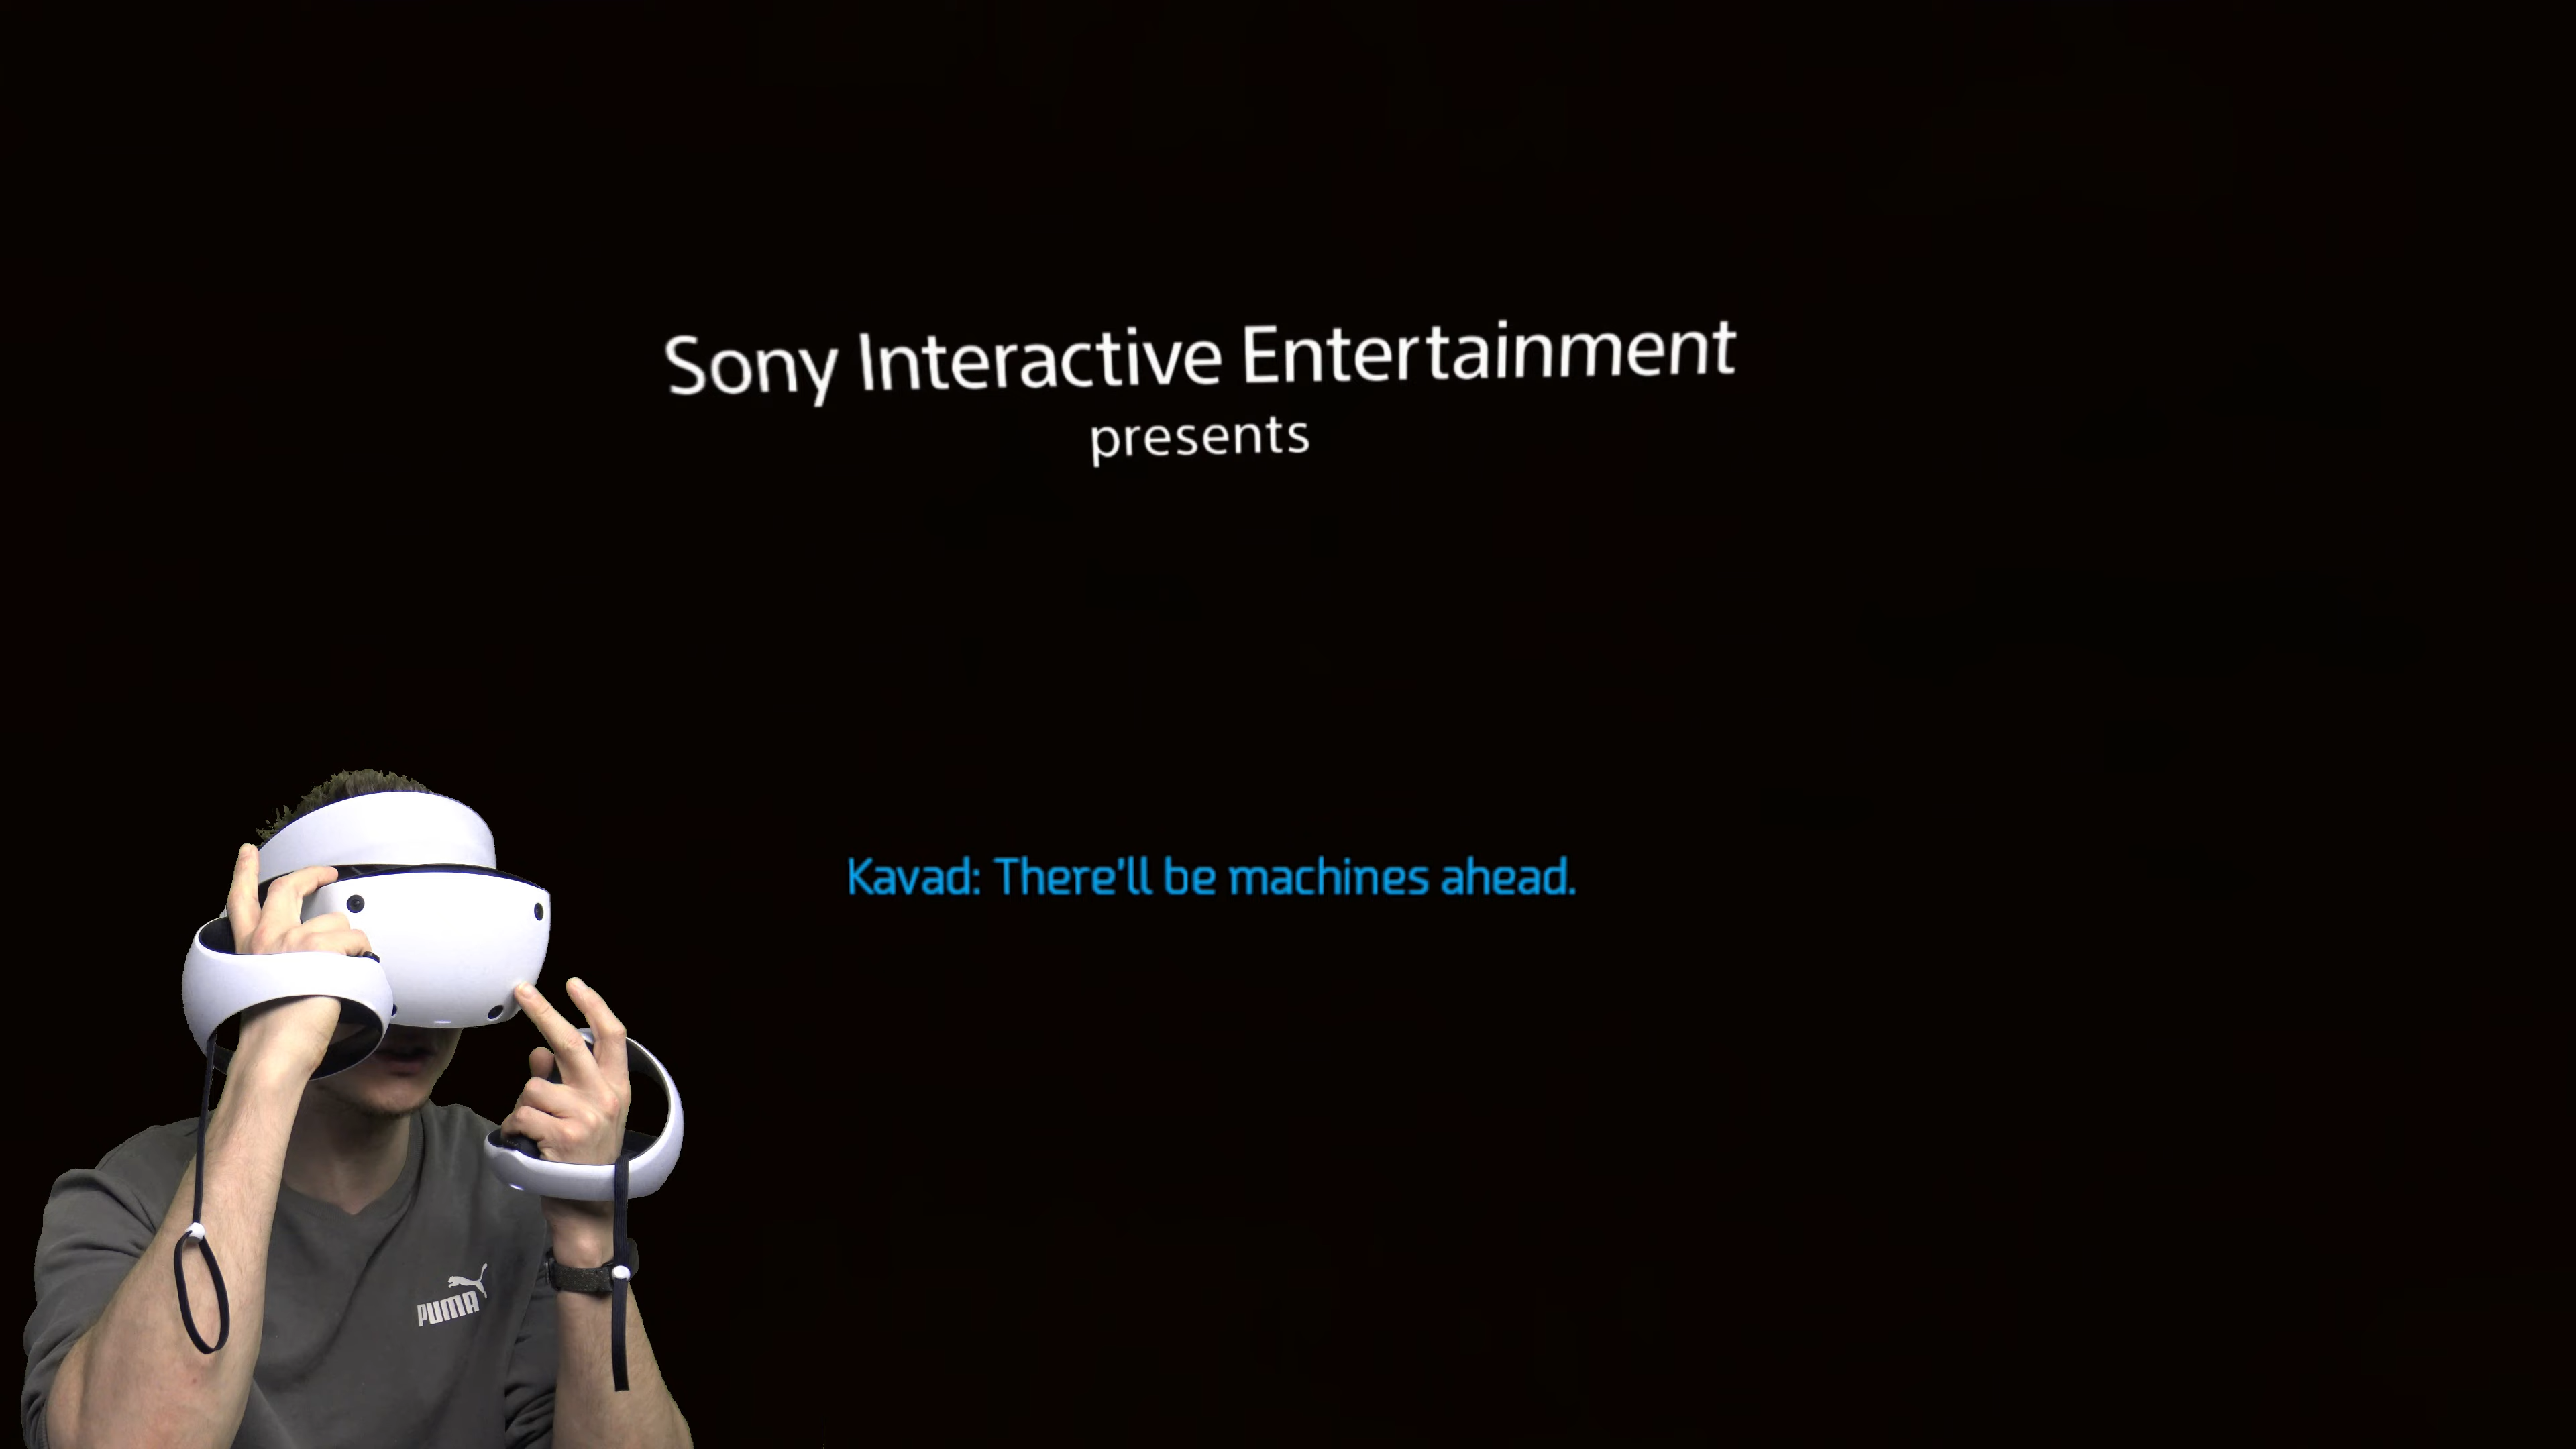 Sony Interactive Entertainment
presents
Kavad: There'll be machines ahead.
PUMA